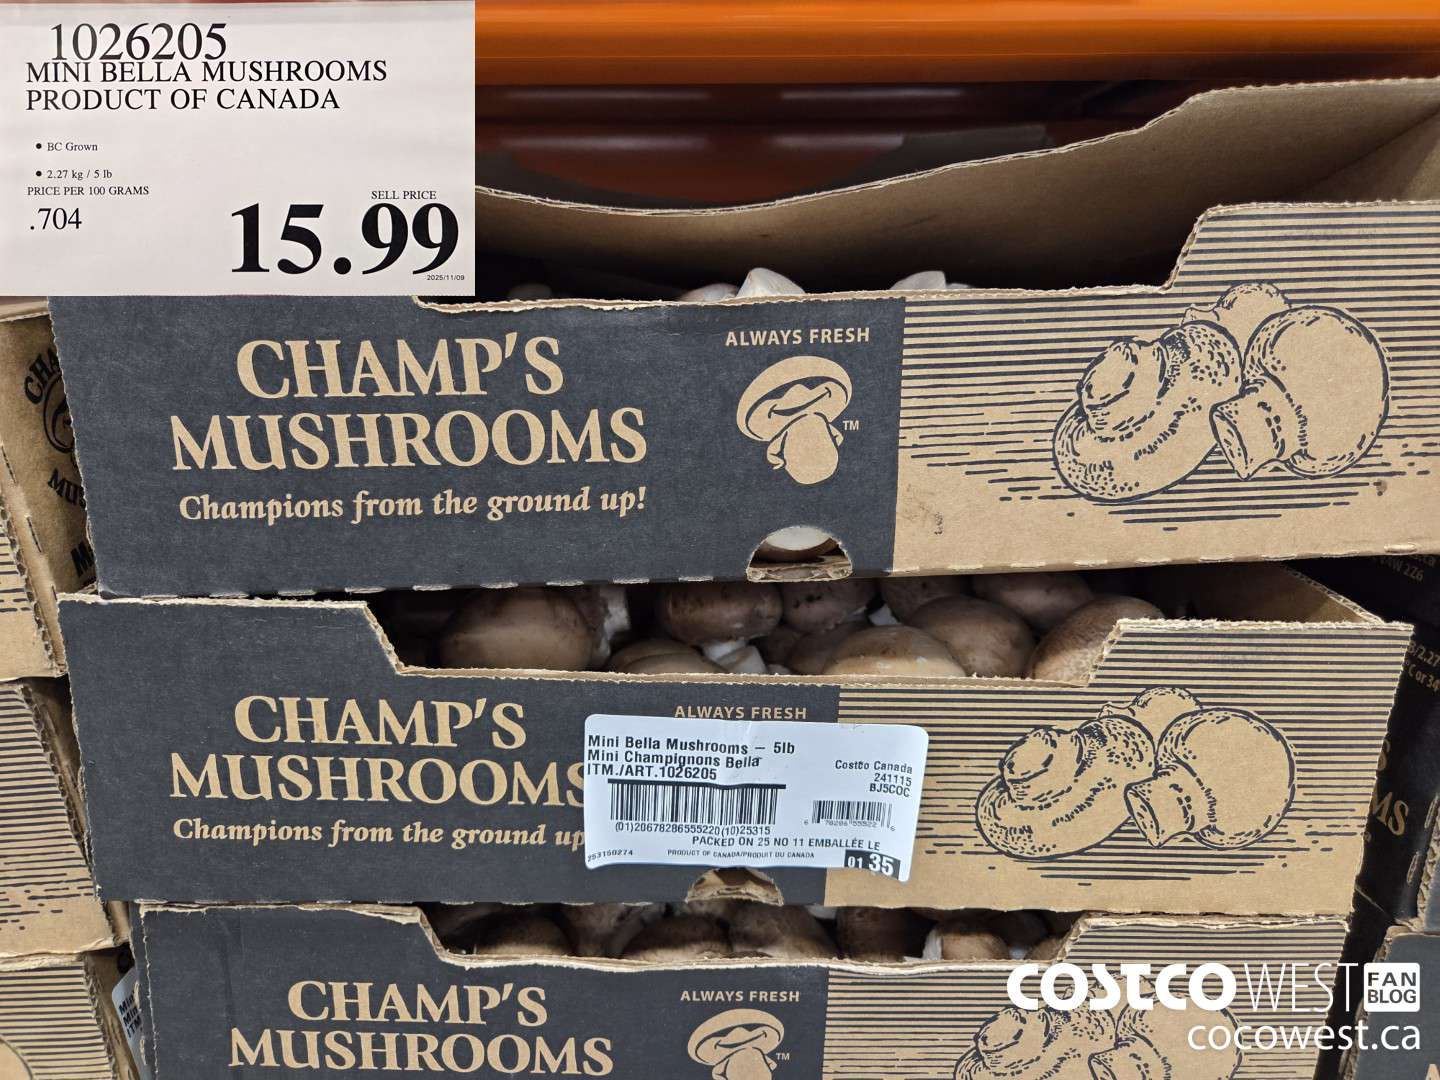 1026205
MINI BELLA MUSHROOMS
PRODUCT OF CANADA
• BC Grown
• 2.27 kg / 5 lb
PRICE PER 100 GRAMS
.704
SELL PRICE
15.99
2025/11/09
CHAMP'S
MUSHROOMS
Champions from the ground up!
ALWAYS FRESH
TM
CHAMP'S
MUSHROOMS
Champions from the ground up
ALWAYS FRESH
Mini Bella Mushrooms – 5lb
Mini Champignons Bella
ITM./ART.1026205
Costco Canada
241115
BJ5COC
(01)20678286555220(10)25315
PACKED ON 25 NO 11 EMBALLÉE LE
253150274
PRODUCT OF CANADA/PRODUIT DU CANADA
01 35
CHAMP'S
MUSHROOMS
ALWAYS FRESH
TM
COSTCO WEST FAN BLOG
cocowest.ca